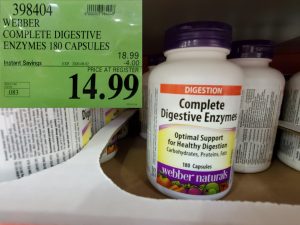 398404
WEBBER
COMPLETE DIGESTIVE
ENZYMES 180 CAPSULES
18.99
Instant Savings
-4.00
PRICE AT REGISTER
14.99
083
DIGESTION
Complete
Digestive Enzymes
Optimal Support
for Healthy Digestion
Carbohydrates, Proteins, Fats
webber naturals
180 Capsules